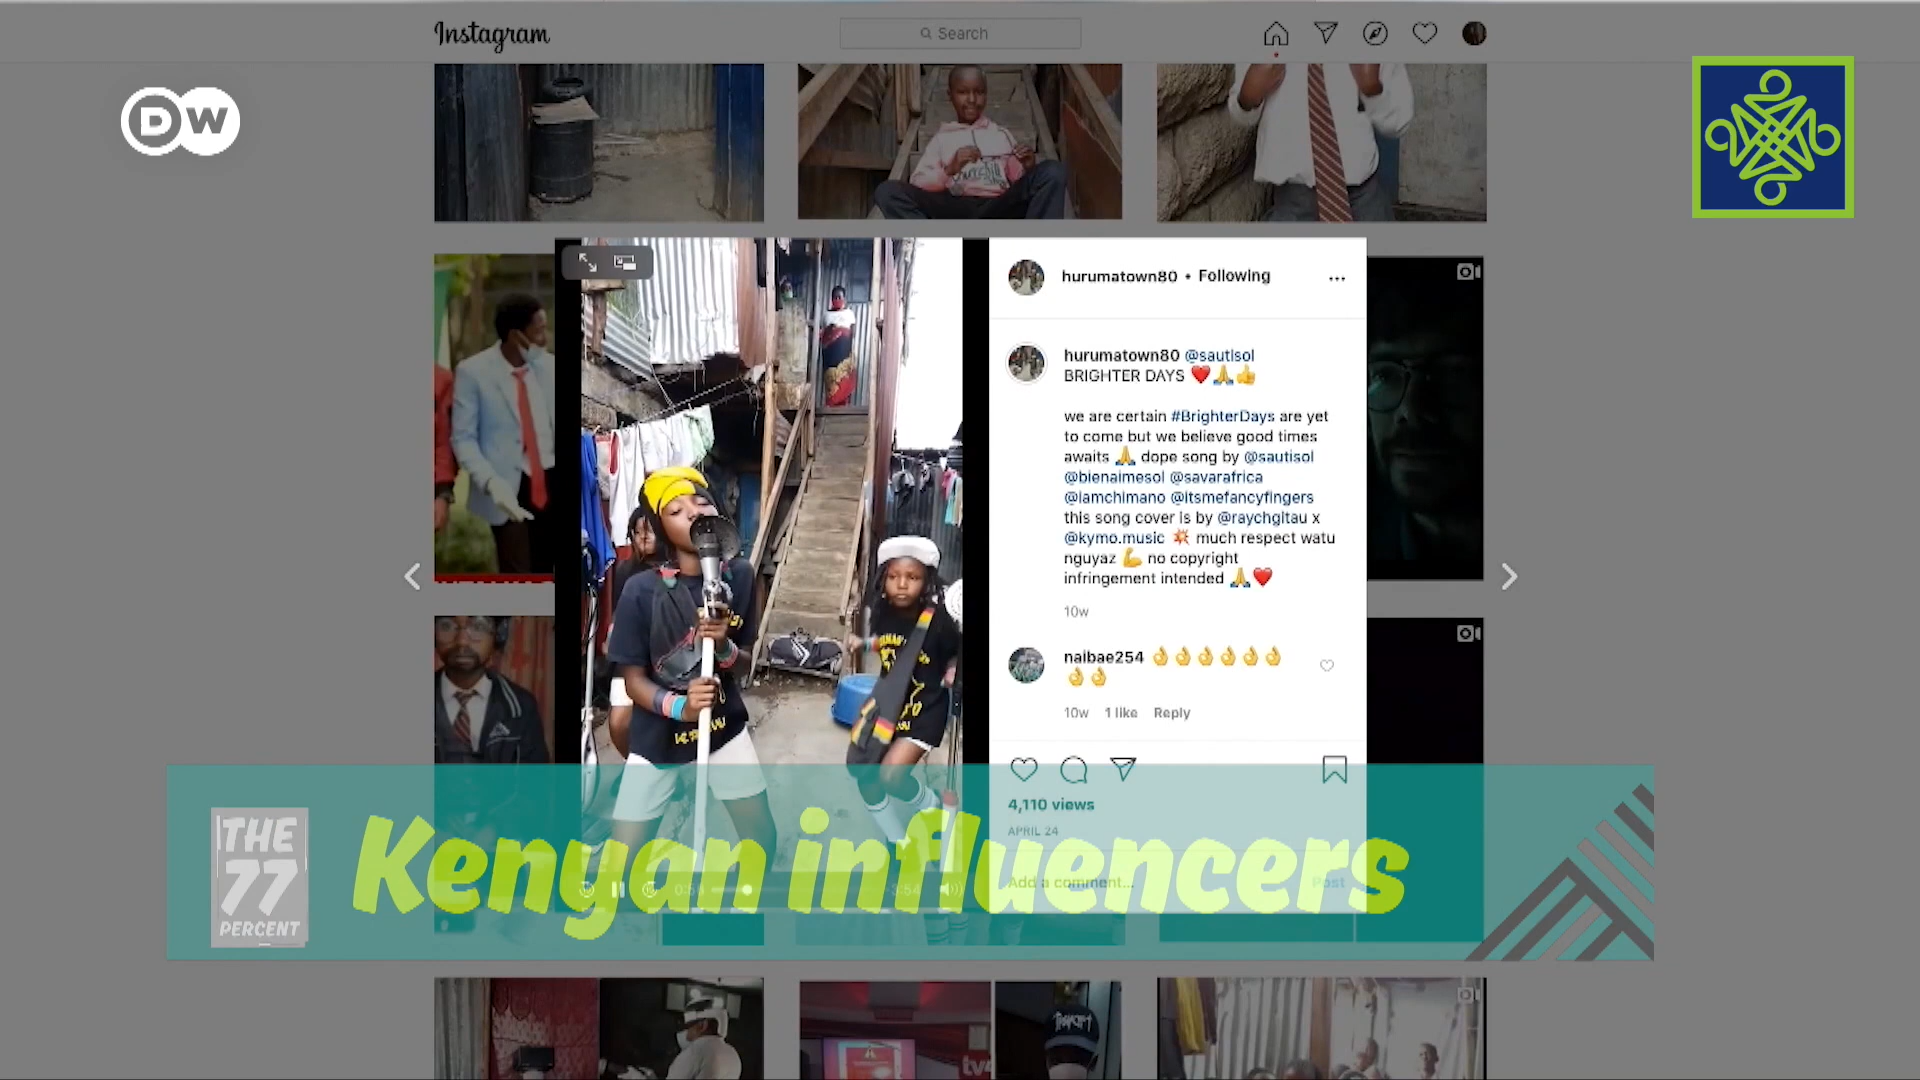 Instagram
Search
DW
hurumatown80 • Following
hurumatown80 @sautisol
BRIGHTER DAYS ❤️🙏👍
we are certain #BrighterDays are yet
to come but we believe good times
awaits 🙏 dope song by @sautisol
@bienaimesol @savarafrica
@iamchimano @itsmefancyfingers
this song cover is by @raychgitau x
@kymo.music 💥 much respect watu
nguyaz 💪 no copyright
infringement intended 🙏❤️
10w
naibae254 👌👌👌👌👌👌
👌👌
10w 1 like Reply
4,110 views
APRIL 24
Add a comment... Post
THE
77
PERCENT
Kenyan influencers